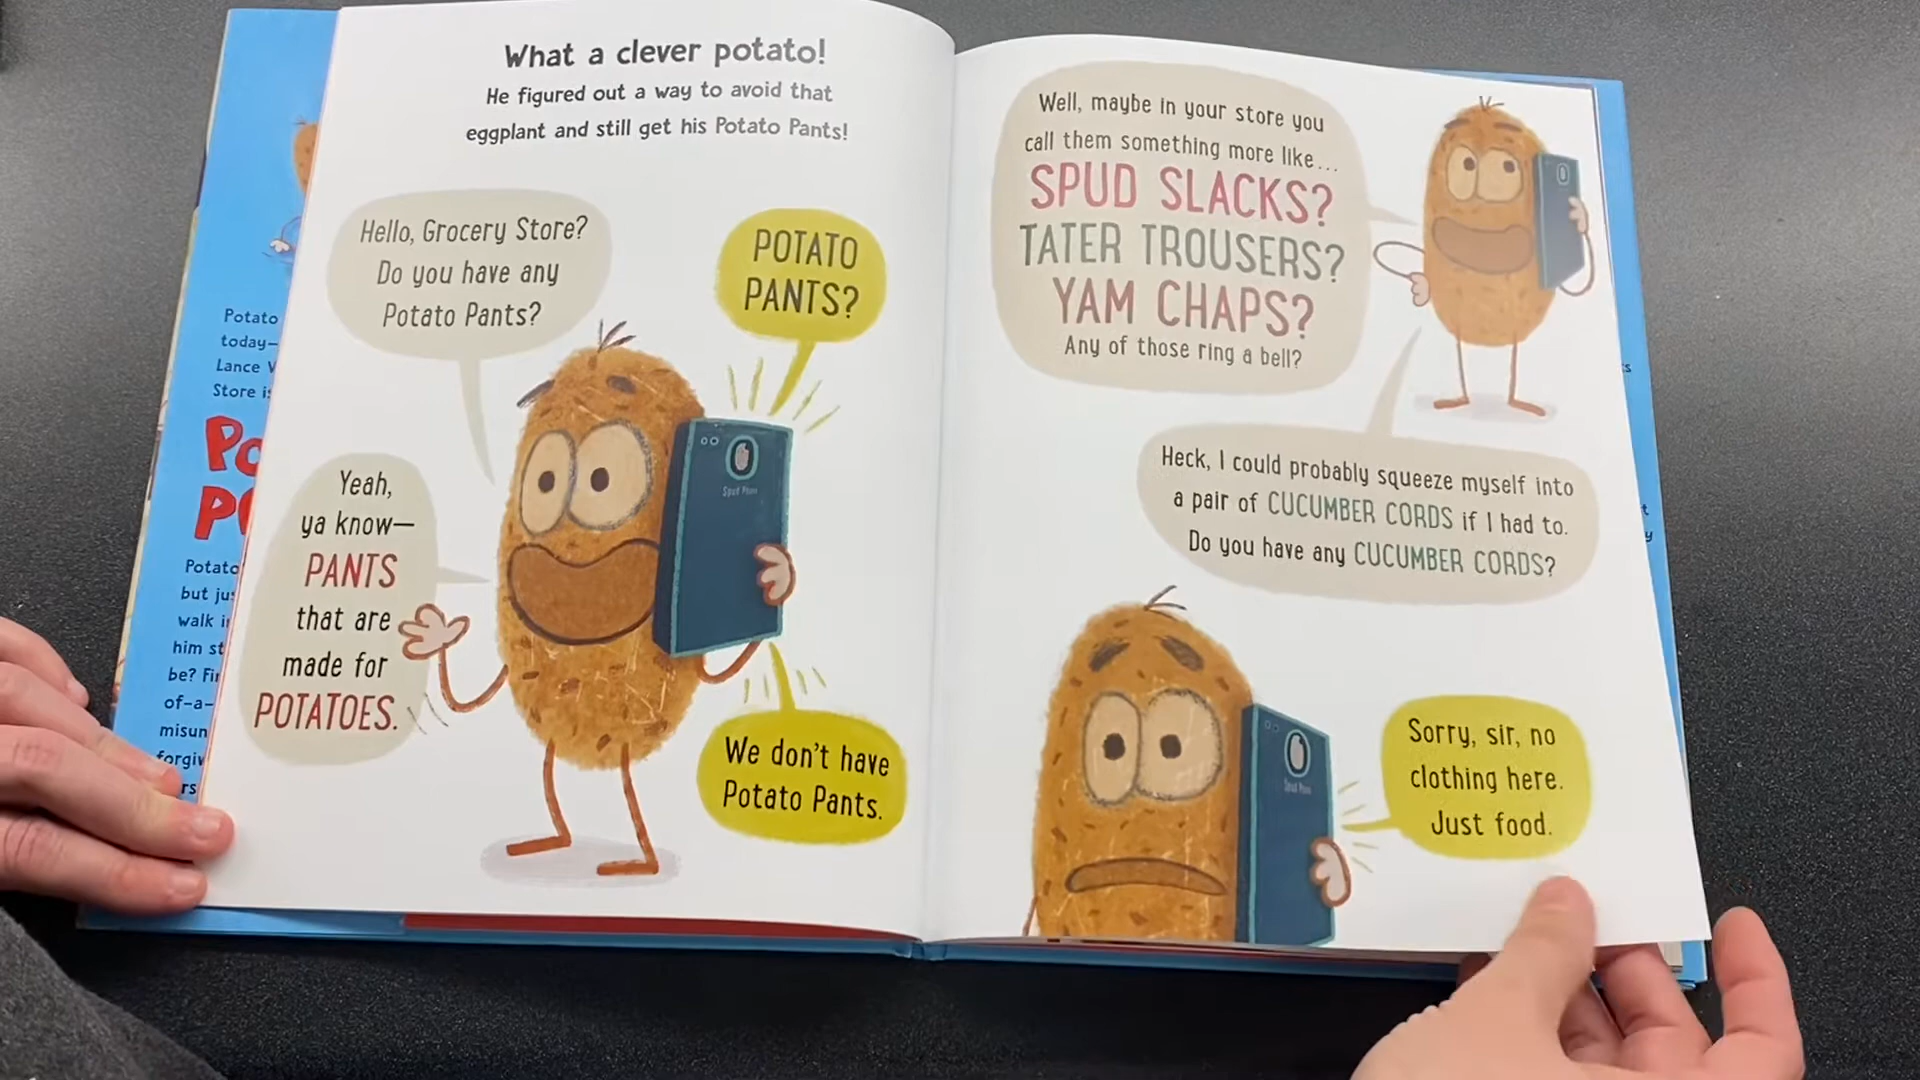 What a clever potato!
He figured out a way to avoid that
eggplant and still get his Potato Pants!
Hello, Grocery Store?
Do you have any
Potato Pants?
POTATO
PANTS?
Yeah,
ya know—
PANTS
that are
made for
POTATOES.
Spud Phone
We don't have
Potato Pants.
Well, maybe in your store you
call them something more like...
SPUD SLACKS?
TATER TROUSERS?
YAM CHAPS?
Any of those ring a bell?
Heck, I could probably squeeze myself into
a pair of CUCUMBER CORDS if I had to.
Do you have any CUCUMBER CORDS?
Spud Phone
Sorry, sir, no
clothing here.
Just food.
Potato
today—
Lance
Store
Potato
but
walk
him
be?
of-a-